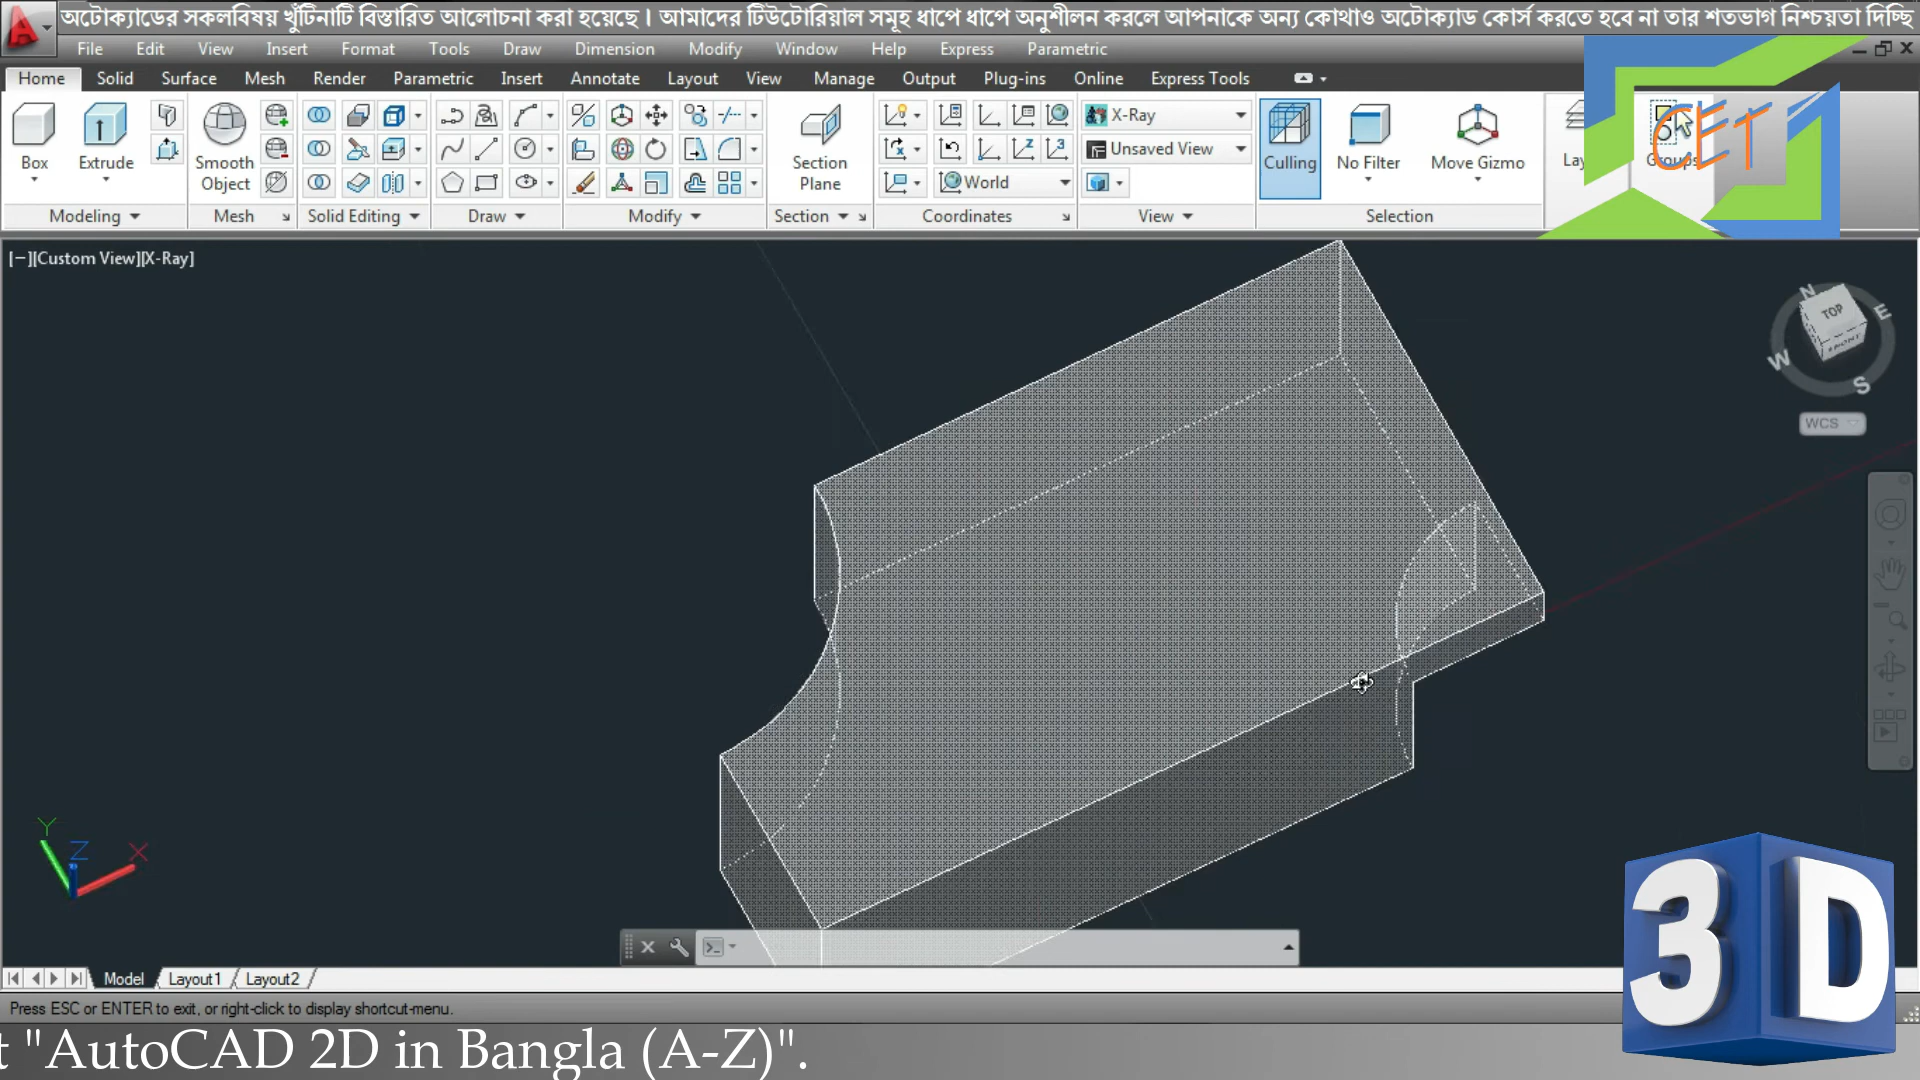 অটোক্যাডের সকলবিষয় খুঁটিনাটি বিস্তারিত আলোচনা করা হয়েছে। আমাদের টিউটোরিয়াল সমূহ ধাপে ধাপে অনুশীলন করলে আপনাকে অন্য কোথাও অটোক্যাড কোর্স করতে হবে না তার শতভাগ নিশ্চয়তা দিচ্ছি
File Edit View Insert Format Tools Draw Dimension Modify Window Help Express Parametric
Home Solid Surface Mesh Render Parametric Insert Annotate Layout View Manage Output Plug-ins Online Express Tools
Box Extrude Smooth Object Section Plane
X-Ray
Unsaved View
World
Culling No Filter Move Gizmo Lay Groups
CET
Modeling Mesh Solid Editing Draw Modify Section Coordinates View Selection
[−][Custom View][X-Ray]
N E W S
TOP
FRONT
WCS
Y Z X
Model Layout1 Layout2
Press ESC or ENTER to exit, or right-click to display shortcut-menu.
t "AutoCAD 2D in Bangla (A-Z)".
3D